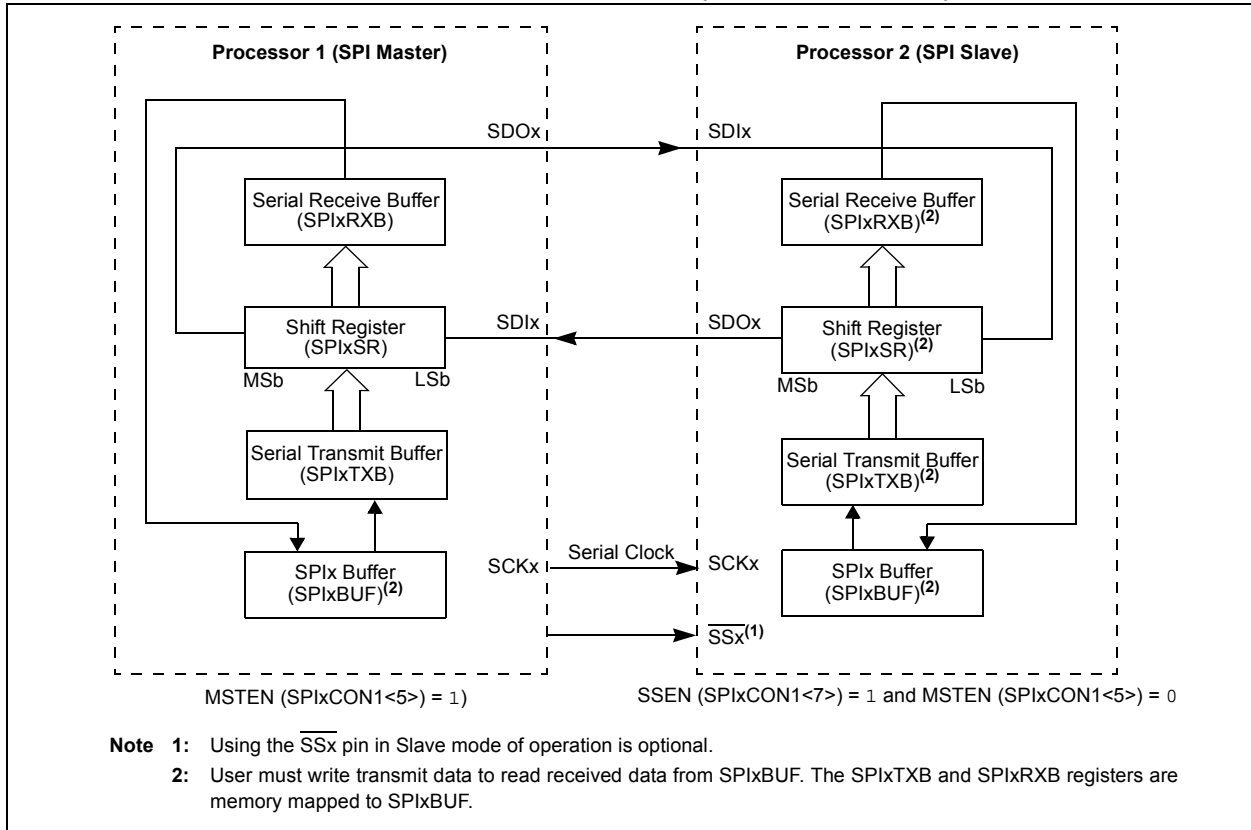 Processor 1 (SPI Master)
Processor 2 (SPI Slave)
SDOx
SDIx
Serial Receive Buffer
(SPIxRXB)
Serial Receive Buffer
(SPIxRXB)(2)
Shift Register
(SPIxSR)
SDIx
SDOx
Shift Register
(SPIxSR)(2)
MSb
LSb
MSb
LSb
Serial Transmit Buffer
(SPIxTXB)
Serial Transmit Buffer
(SPIxTXB)(2)
SPIx Buffer
(SPIxBUF)(2)
SCKx
Serial Clock
SCKx
SPIx Buffer
(SPIxBUF)(2)
SSx(1)
MSTEN (SPIxCON1<5>) = 1)
SSEN (SPIxCON1<7>) = 1 and MSTEN (SPIxCON1<5>) = 0
Note 1: Using the SSx pin in Slave mode of operation is optional.
2: User must write transmit data to read received data from SPIxBUF. The SPIxTXB and SPIxRXB registers are
memory mapped to SPIxBUF.